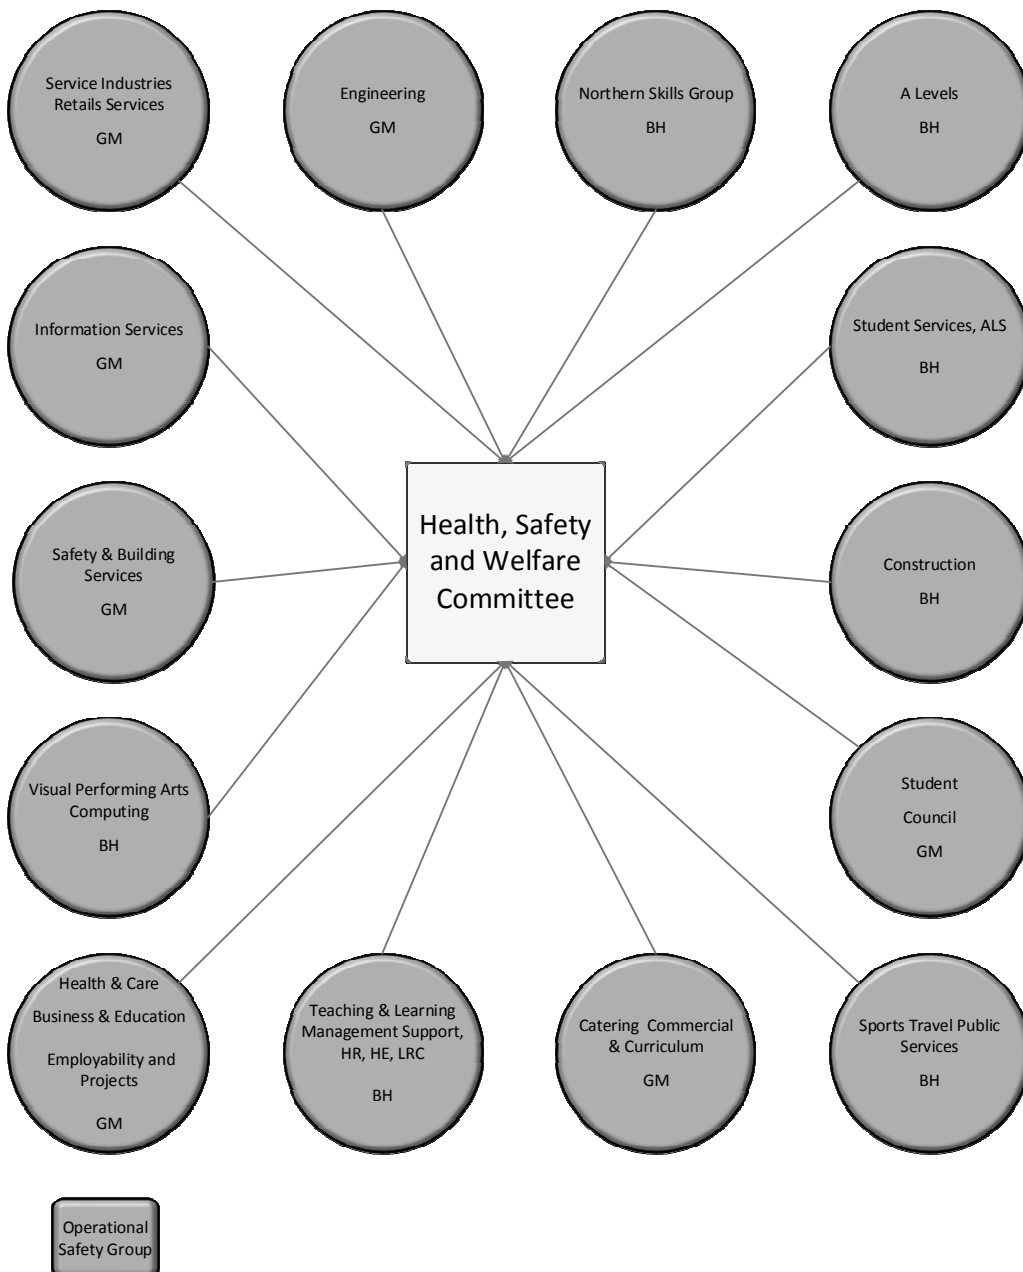 Service Industries
Retails Services
GM
Engineering
GM
Northern Skills Group
BH
A Levels
BH
Information Services
GM
Student Services, ALS
BH
Health, Safety
and Welfare
Committee
Safety & Building
Services
GM
Construction
BH
Visual Performing Arts
Computing
BH
Student
Council
GM
Health & Care
Business & Education
Employability and
Projects
GM
Teaching & Learning
Management Support,
HR, HE, LRC
BH
Catering  Commercial
& Curriculum
GM
Sports Travel Public
Services
BH
Operational
Safety Group